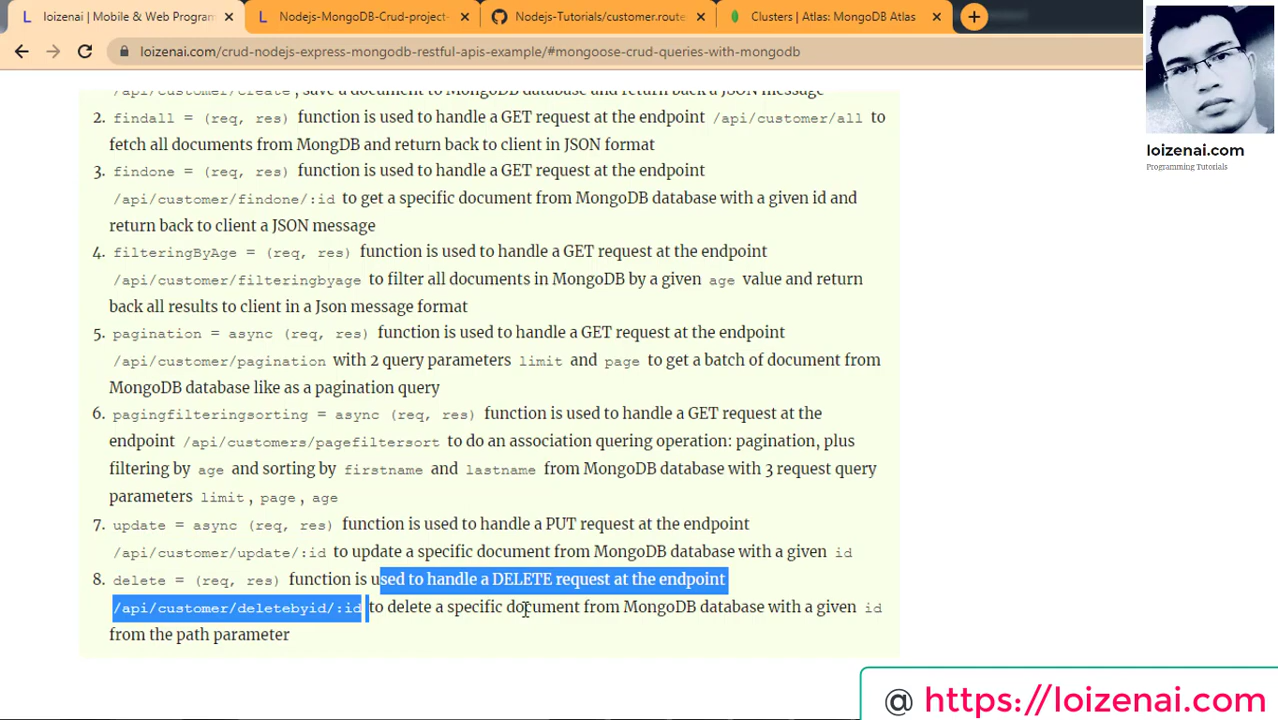 loizenai | Mobile & Web Program
Nodejs-MongoDB-Crud-project-
Nodejs-Tutorials/customer.route
Clusters | Atlas: MongoDB Atlas
loizenai.com/crud-nodejs-express-mongodb-restful-apis-example/#mongoose-crud-queries-with-mongodb
/api/customer/create , save a document to MongoDB database and return back a JSON message
2. findall = (req, res) function is used to handle a GET request at the endpoint /api/customer/all to
fetch all documents from MongDB and return back to client in JSON format
3. findone = (req, res) function is used to handle a GET request at the endpoint
/api/customer/findone/:id to get a specific document from MongoDB database with a given id and
return back to client a JSON message
4. filteringByAge = (req, res) function is used to handle a GET request at the endpoint
/api/customer/filteringbyage to filter all documents in MongoDB by a given age value and return
back all results to client in a Json message format
5. pagination = async (req, res) function is used to handle a GET request at the endpoint
/api/customer/pagination with 2 query parameters limit and page to get a batch of document from
MongoDB database like as a pagination query
6. pagingfilteringsorting = async (req, res) function is used to handle a GET request at the
endpoint /api/customers/pagefiltersort to do an association quering operation: pagination, plus
filtering by age and sorting by firstname and lastname from MongoDB database with 3 request query
parameters limit , page , age
7. update = async (req, res) function is used to handle a PUT request at the endpoint
/api/customer/update/:id to update a specific document from MongoDB database with a given id
8. delete = (req, res) function is used to handle a DELETE request at the endpoint
/api/customer/deletebyid/:id to delete a specific document from MongoDB database with a given id
from the path parameter
loizenai.com
Programming Tutorials
@ https://loizenai.com